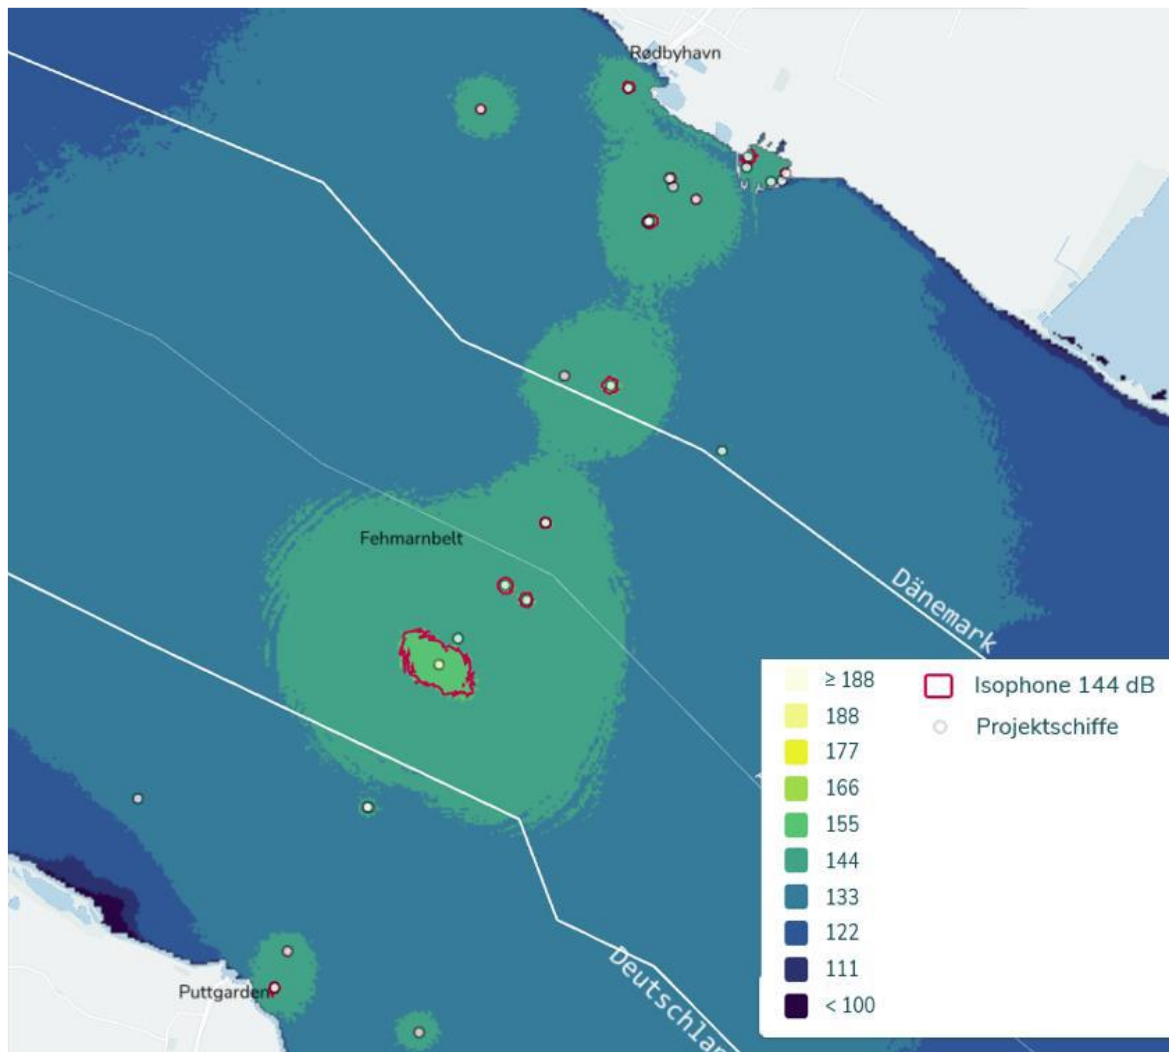 Rødbyhavn
Fehmarnbelt
Dänemark
Puttgarden
Deutschlan
≥ 188
188
177
166
155
144
133
122
111
< 100
Isophone 144 dB
Projektschiffe